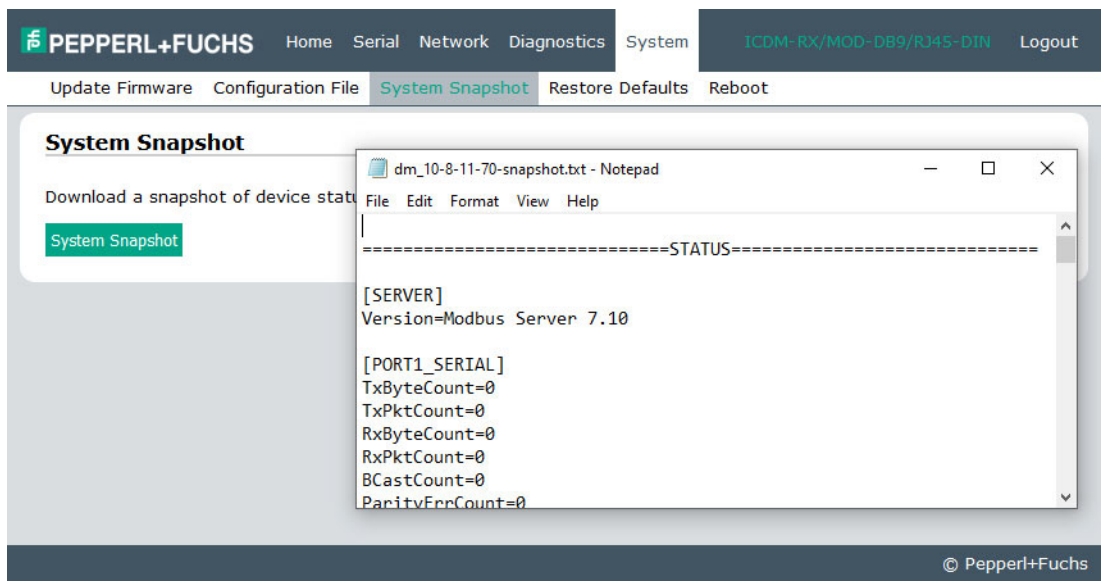 PEPPERL+FUCHS Home Serial Network Diagnostics System ICDM-RX/MOD-DB9/RJ45-DIN Logout
Update Firmware Configuration File System Snapshot Restore Defaults Reboot
System Snapshot
Download a snapshot of device stat
System Snapshot
dm_10-8-11-70-snapshot.txt - Notepad
File Edit Format View Help
==============================STATUS==============================
[SERVER]
Version=Modbus Server 7.10
[PORT1_SERIAL]
TxByteCount=0
TxPktCount=0
RxByteCount=0
RxPktCount=0
BCastCount=0
ParityErrCount=0
© Pepperl+Fuchs